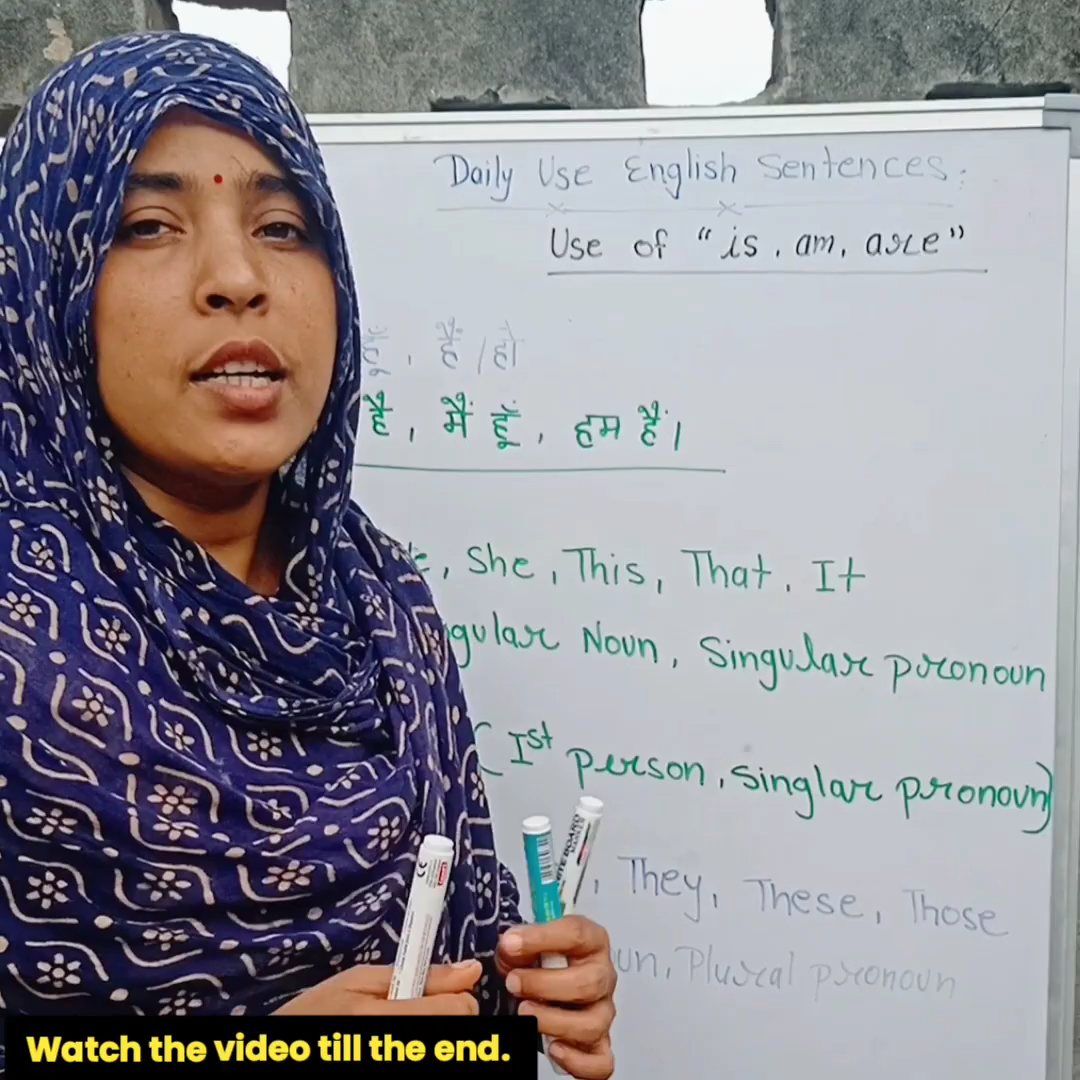 Daily Use English Sentences:
Use of "is, am, are"
हूँ, हैं/हो
है, मैं हूँ, हम हैं।
, She, This, That, It
gular Noun, Singular pronoun
(Ist person, singlar pronoun)
, They, These, Those
un, Plural pronoun
Watch the video till the end.